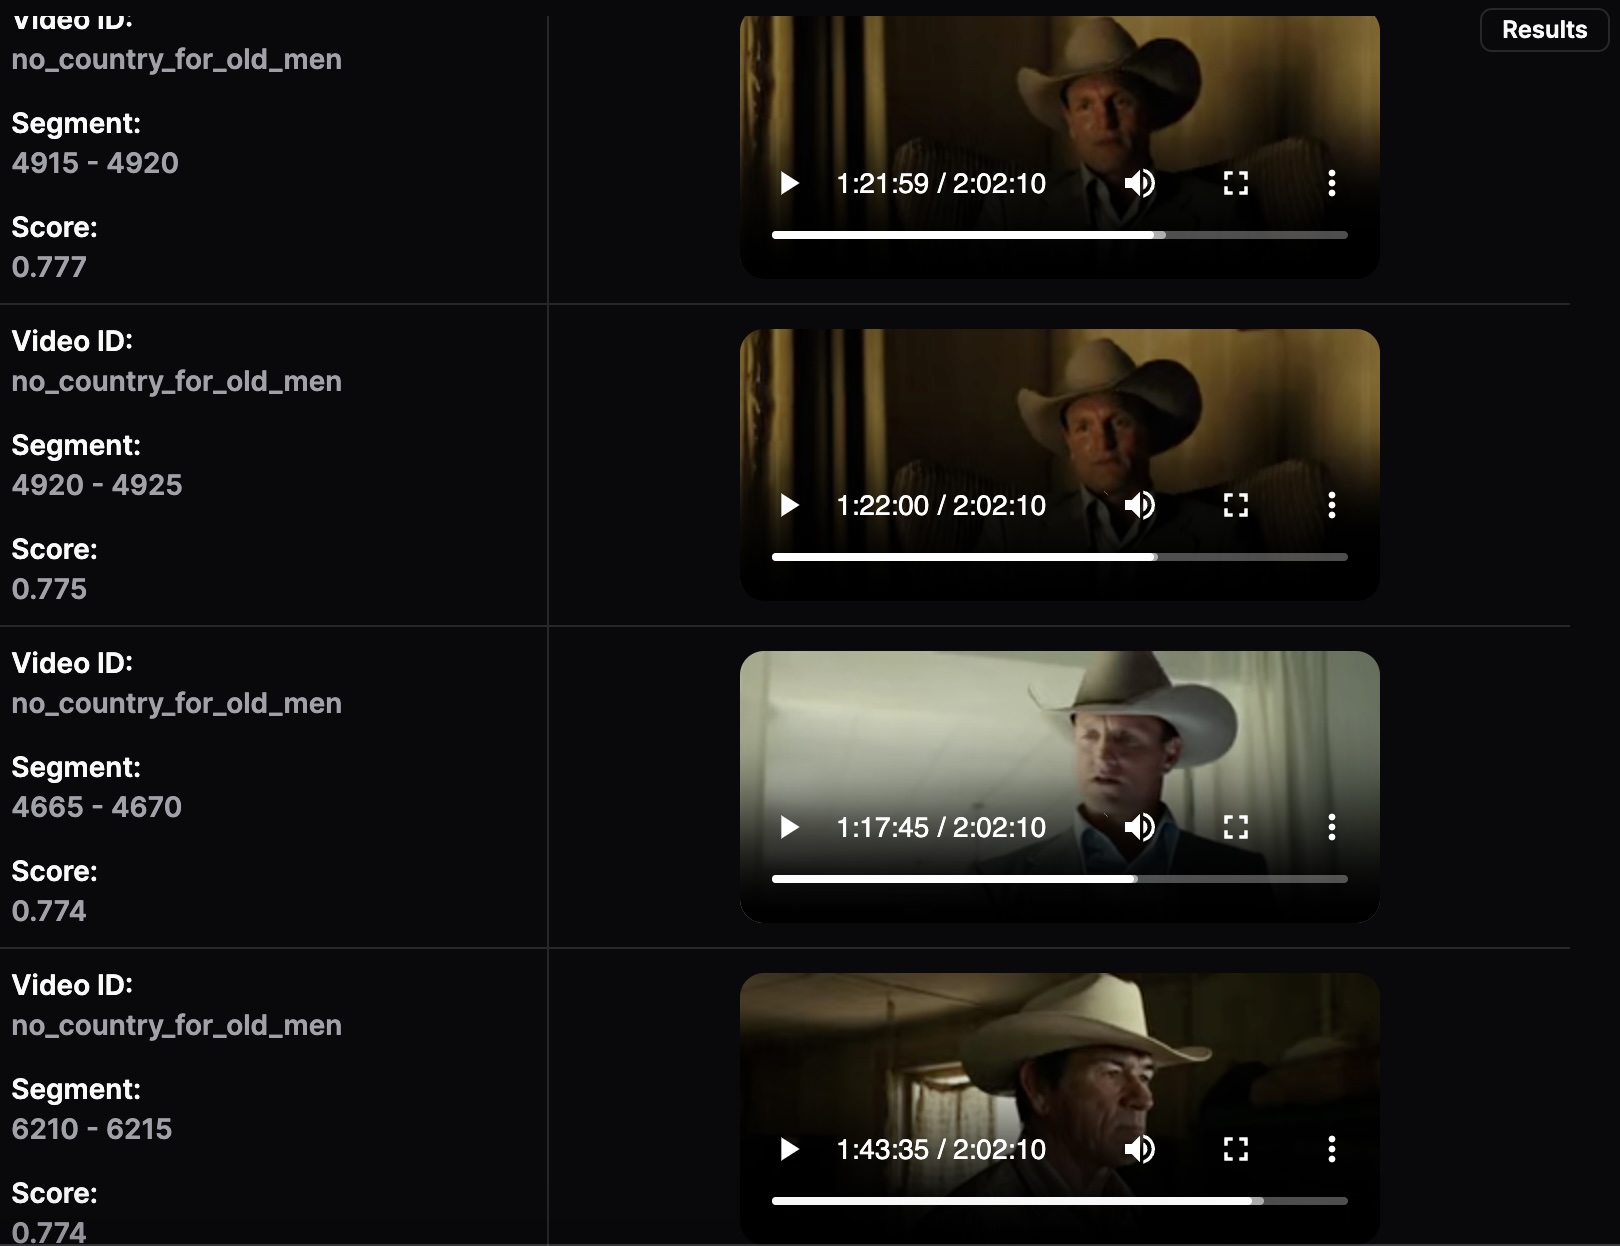 Video ID:
no_country_for_old_men
Segment:
4915 - 4920
Score:
0.777
1:21:59 / 2:02:10
Results
Video ID:
no_country_for_old_men
Segment:
4920 - 4925
Score:
0.775
1:22:00 / 2:02:10
Video ID:
no_country_for_old_men
Segment:
4665 - 4670
Score:
0.774
1:17:45 / 2:02:10
Video ID:
no_country_for_old_men
Segment:
6210 - 6215
Score:
0.774
1:43:35 / 2:02:10